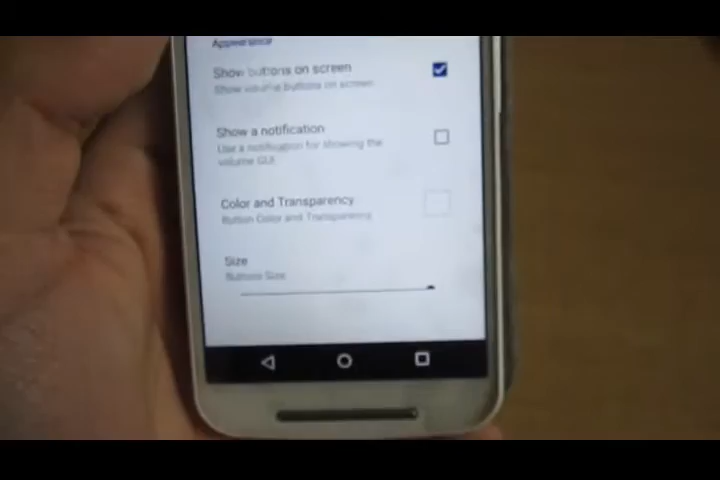 Appearance
Show buttons on screen
Show volume buttons on screen
Show a notification
Use a notification for showing the
volume GUI
Color and Transparency
Button Color and Transparency
Size
Buttons Size